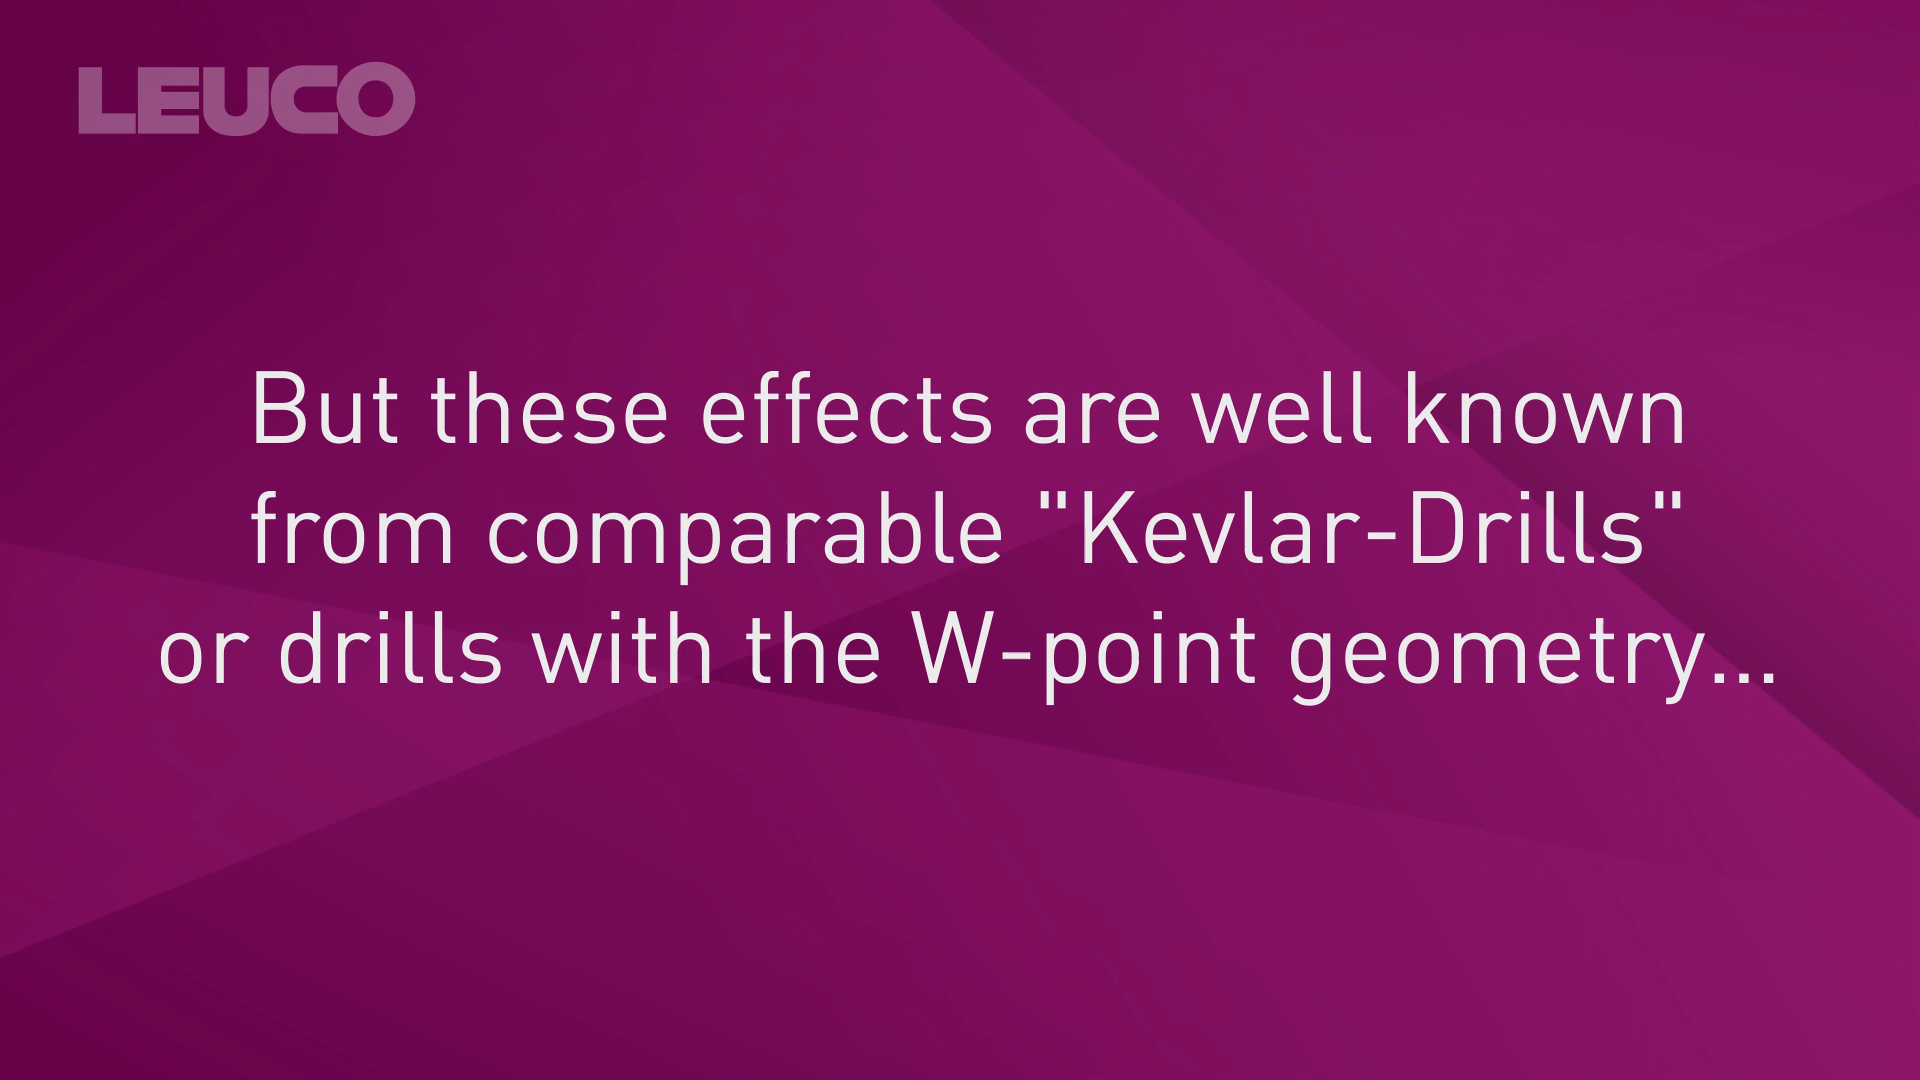 LEUCO
But these effects are well known
from comparable "Kevlar-Drills"
or drills with the W-point geometry...